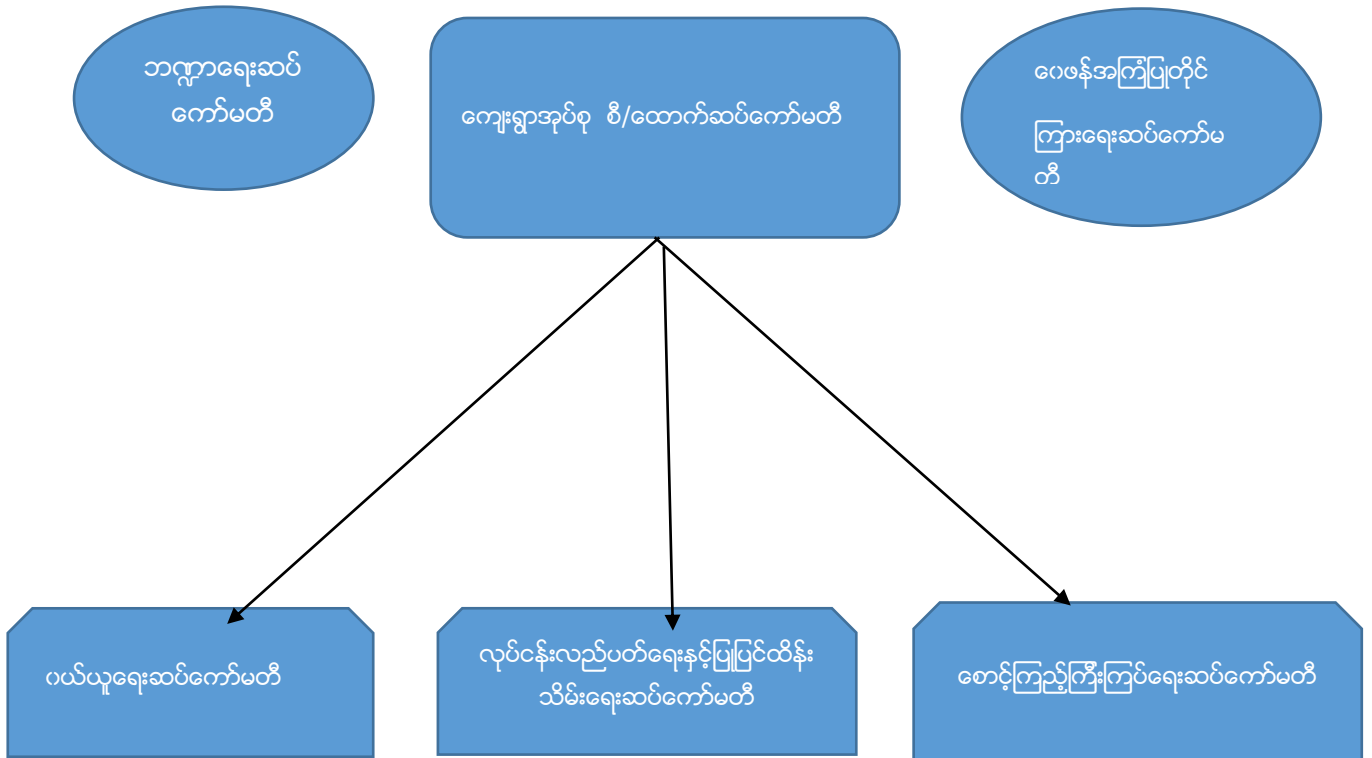 ဘဏ္ဍာရေးဆပ်
ကော်မတီ
ကျေးရွာအုပ်စု စီ/ထောက်ဆပ်ကော်မတီ
ဝေဖန်အကြံပြုတိုင်
ကြားရေးဆပ်ကော်မ
တီ
ဝယ်ယူရေးဆပ်ကော်မတီ
လုပ်ငန်းလည်ပတ်ရေးနှင့်ပြုပြင်ထိန်း
သိမ်းရေးဆပ်ကော်မတီ
စောင့်ကြည့်ကြီးကြပ်ရေးဆပ်ကော်မတီ